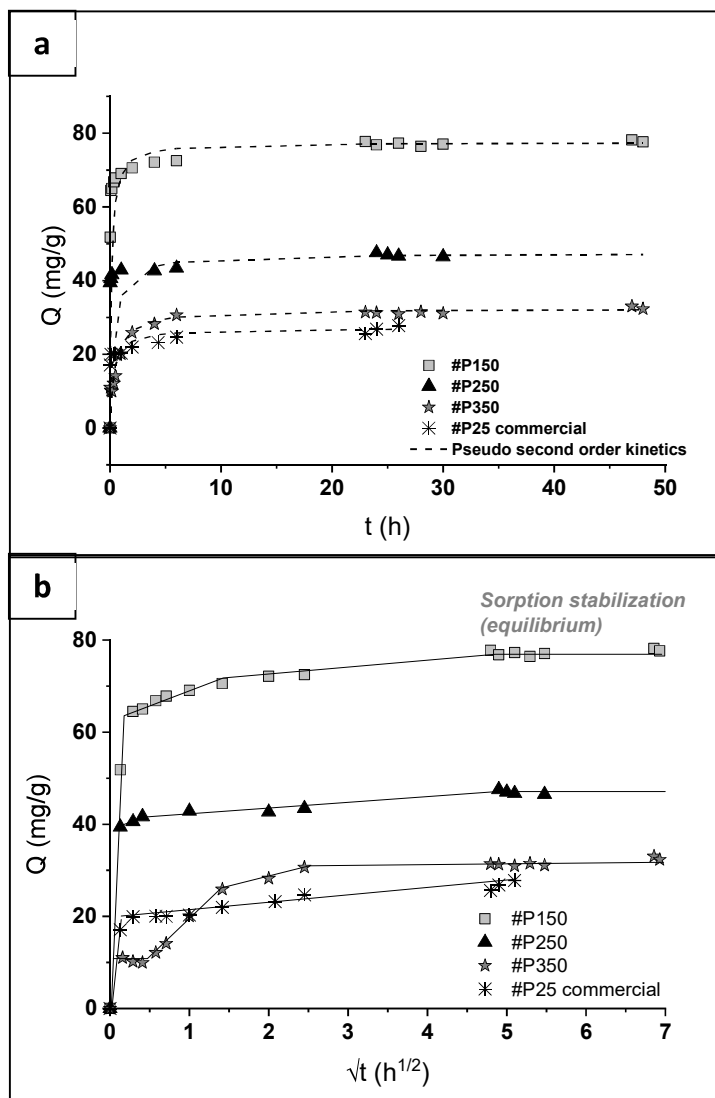 a
80
60
40
20
0
Q (mg/g)
#P150
#P250
#P350
#P25 commercial
Pseudo second order kinetics
0 10 20 30 40 50
t (h)
b
Sorption stabilization
(equilibrium)
80
60
40
20
0
Q (mg/g)
#P150
#P250
#P350
#P25 commercial
0 1 2 3 4 5 6 7
√t (h^1/2)